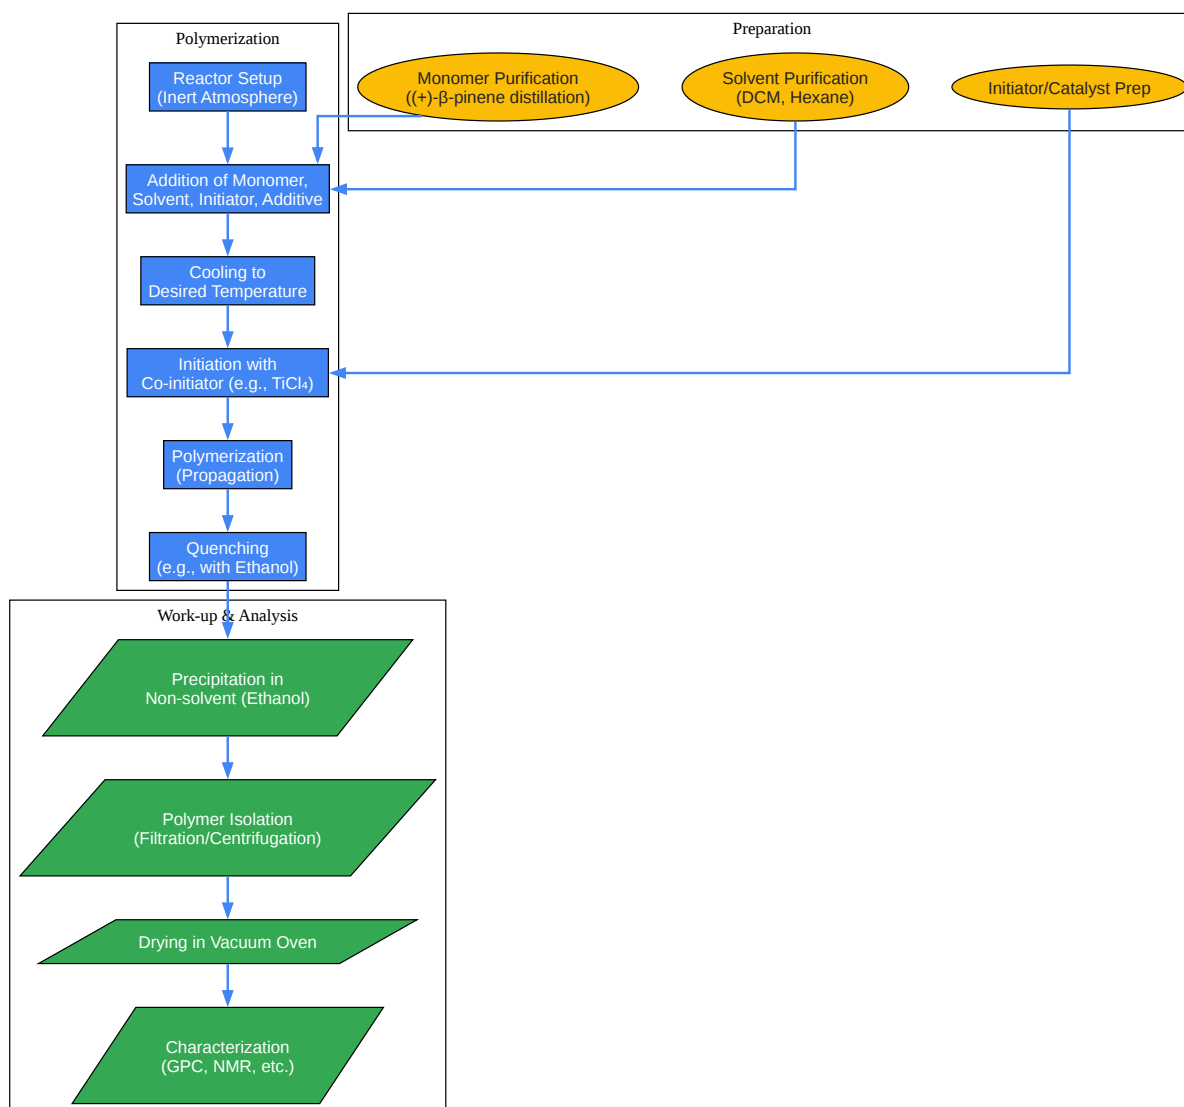 Polymerization
Reactor Setup
(Inert Atmosphere)
Addition of Monomer,
Solvent, Initiator, Additive
Cooling to
Desired Temperature
Initiation with
Co-initiator (e.g., TiCl₄)
Polymerization
(Propagation)
Quenching
(e.g., with Ethanol)
Preparation
Monomer Purification
((+)-β-pinene distillation)
Solvent Purification
(DCM, Hexane)
Initiator/Catalyst Prep
Work-up & Analysis
Precipitation in
Non-solvent (Ethanol)
Polymer Isolation
(Filtration/Centrifugation)
Drying in Vacuum Oven
Characterization
(GPC, NMR, etc.)